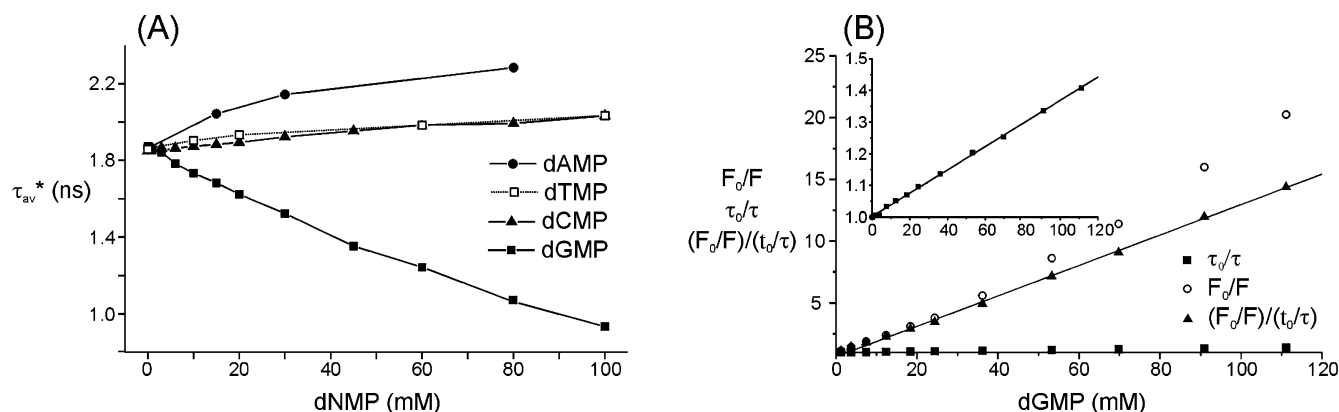 (A)
2.2
1.8
1.4
1.0
τav* (ns)
0
20
40
60
80
100
dNMP (mM)
dAMP
dTMP
dCMP
dGMP
(B)
F0/F
τ0/τ
(F0/F)/(t0/τ)
25
20
15
10
5
0
20
40
60
80
100
120
dGMP (mM)
1.5
1.4
1.3
1.2
1.1
1.0
0
20
40
60
80
100
120
τ0/τ
F0/F
(F0/F)/(t0/τ)